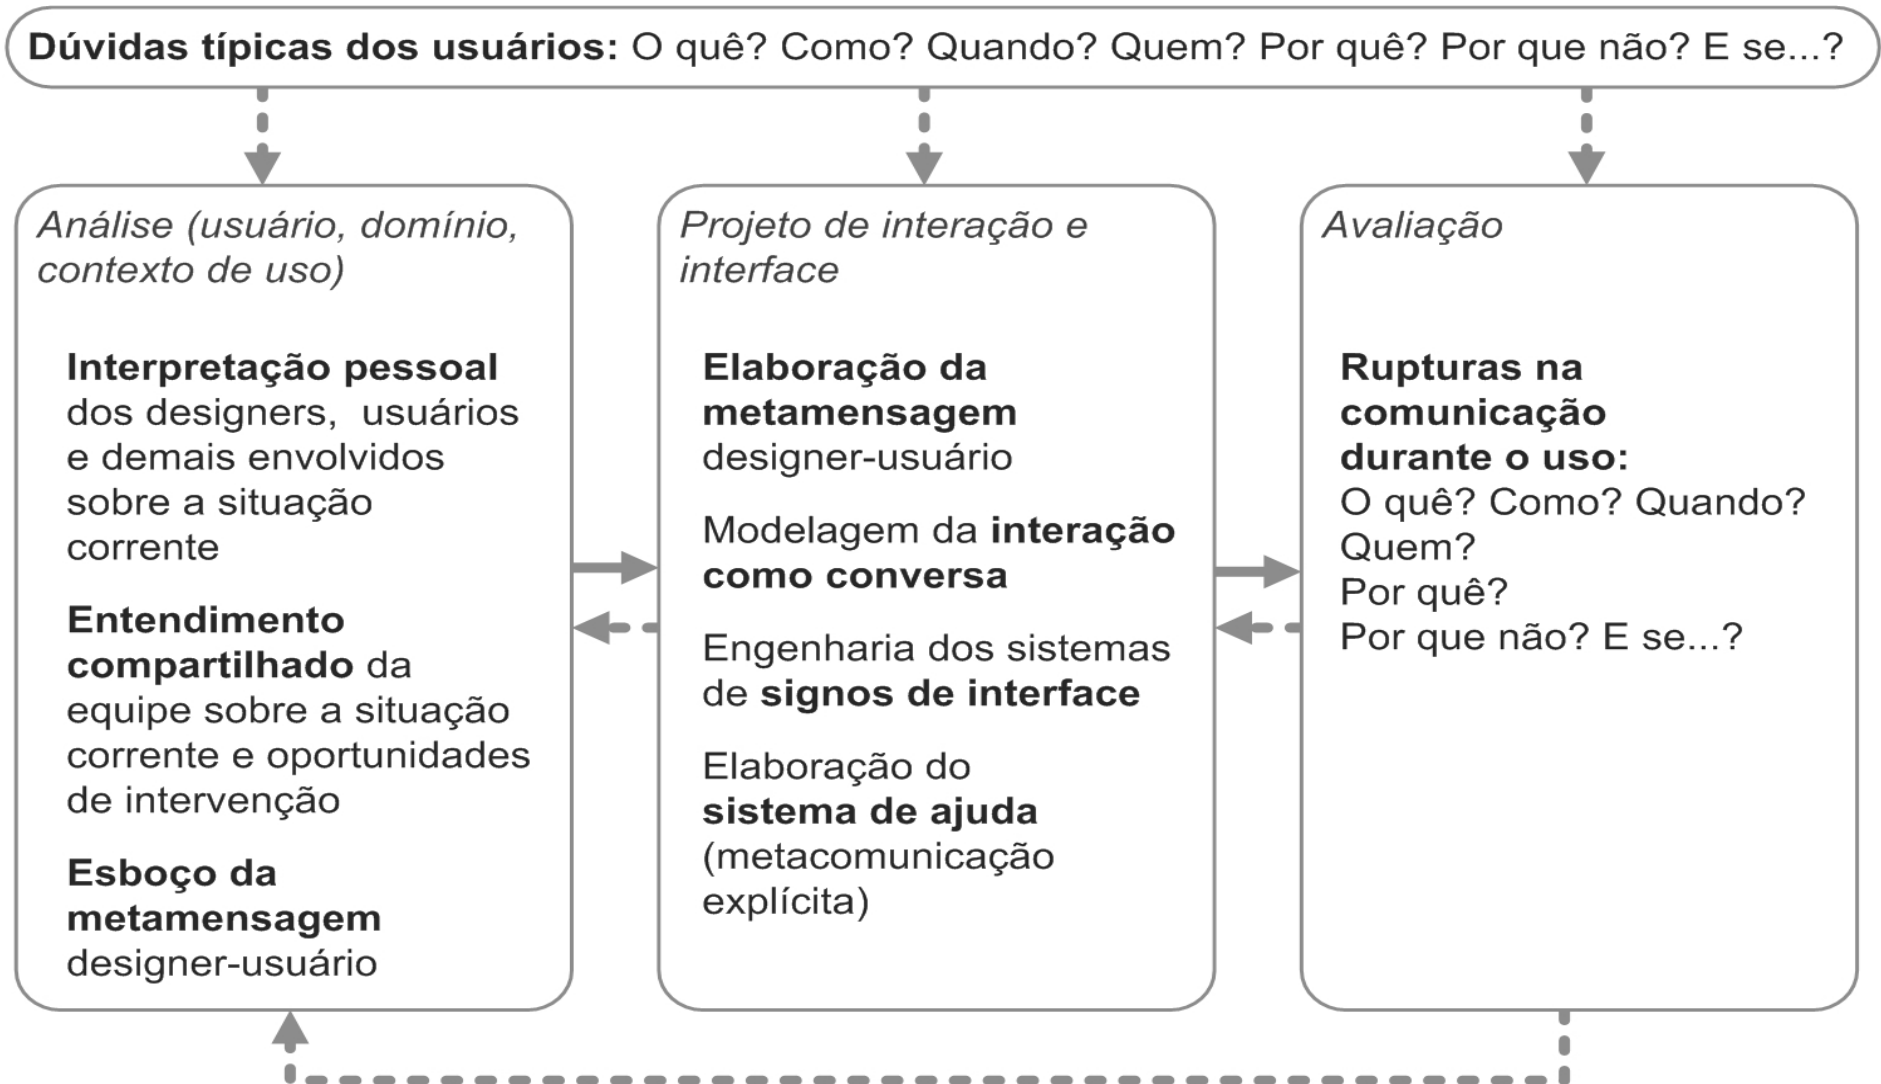 Dúvidas típicas dos usuários: O quê? Como? Quando? Quem? Por quê? Por que não? E se...?
Análise (usuário, domínio,
contexto de uso)
Interpretação pessoal
dos designers, usuários
e demais envolvidos
sobre a situação
corrente
Entendimento
compartilhado da
equipe sobre a situação
corrente e oportunidades
de intervenção
Esboço da
metamensagem
designer-usuário
Projeto de interação e
interface
Elaboração da
metamensagem
designer-usuário
Modelagem da interação
como conversa
Engenharia dos sistemas
de signos de interface
Elaboração do
sistema de ajuda
(metacomunicação
explícita)
Avaliação
Rupturas na
comunicação
durante o uso:
O quê? Como? Quando?
Quem?
Por quê?
Por que não? E se...?